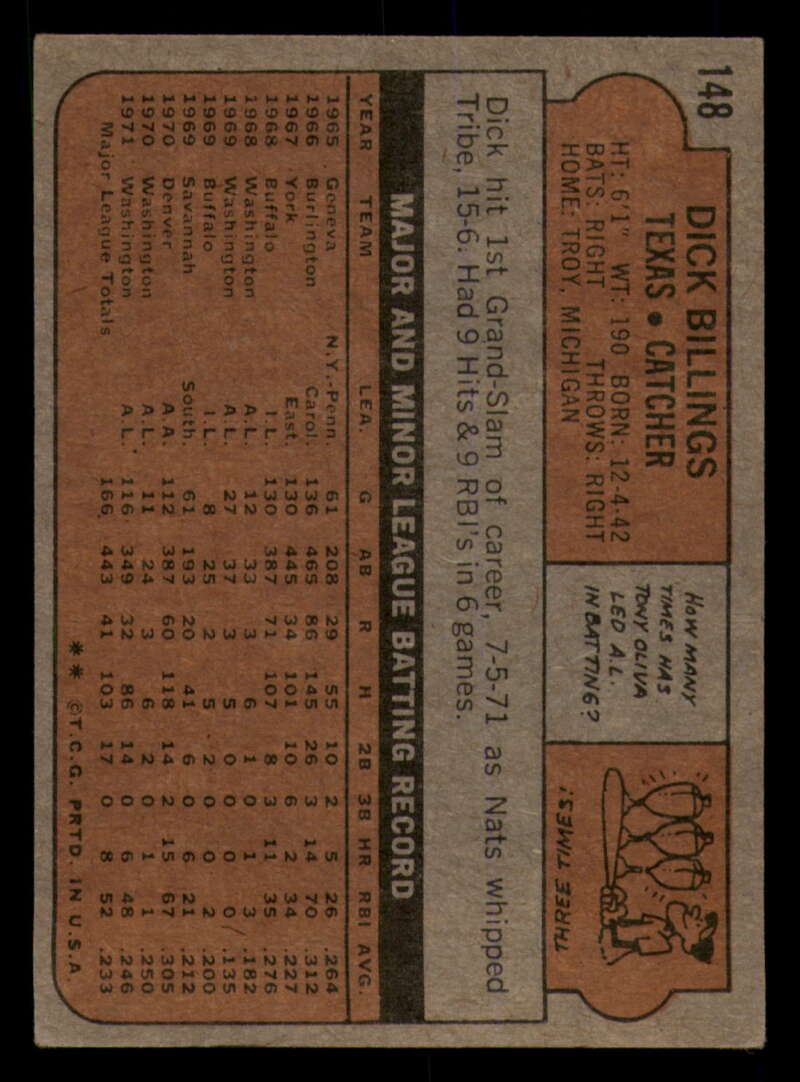 148
DICK BILLINGS
TEXAS • CATCHER
HT: 6'1" WT: 190 BORN: 12-4-42
BATS: RIGHT THROWS: RIGHT
HOME: TROY, MICHIGAN
HOW MANY
TIMES HAS
TONY OLIVA
LED A.L.
IN BATTING?
THREE TIMES!
Dick hit 1st Grand-Slam of career, 7-5-71 as Nats whipped
Tribe, 15-6. Had 9 Hits & 9 RBI's in 6 games.
MAJOR AND MINOR LEAGUE BATTING RECORD
YEAR TEAM LEA. G AB R H 2B 3B HR RBI AVG.
1965 Geneva N.Y.-Penn. 61 208 29 55 10 2 5 26 .264
1966 Burlington Carol. 136 465 86 145 26 3 14 70 .312
1967 York East. 130 445 34 101 10 6 2 34 .227
1968 Buffalo I.L. 130 387 71 107 8 3 11 35 .276
1968 Washington A.L. 12 33 3 6 1 0 1 3 .182
1969 Washington A.L. 27 37 3 5 0 0 0 0 .135
1969 Buffalo I.L. 8 25 2 5 2 0 0 2 .200
1969 Savannah South. 61 193 20 41 6 0 6 21 .212
1970 Denver A.A. 112 387 60 118 14 2 15 67 .305
1970 Washington A.L. 11 24 3 6 2 0 1 1 .250
1971 Washington A.L. 116 349 32 86 14 0 6 48 .246
Major League Totals 166 443 41 103 17 0 8 52 .233
** ©T.C.G. PRTD. IN U.S.A.